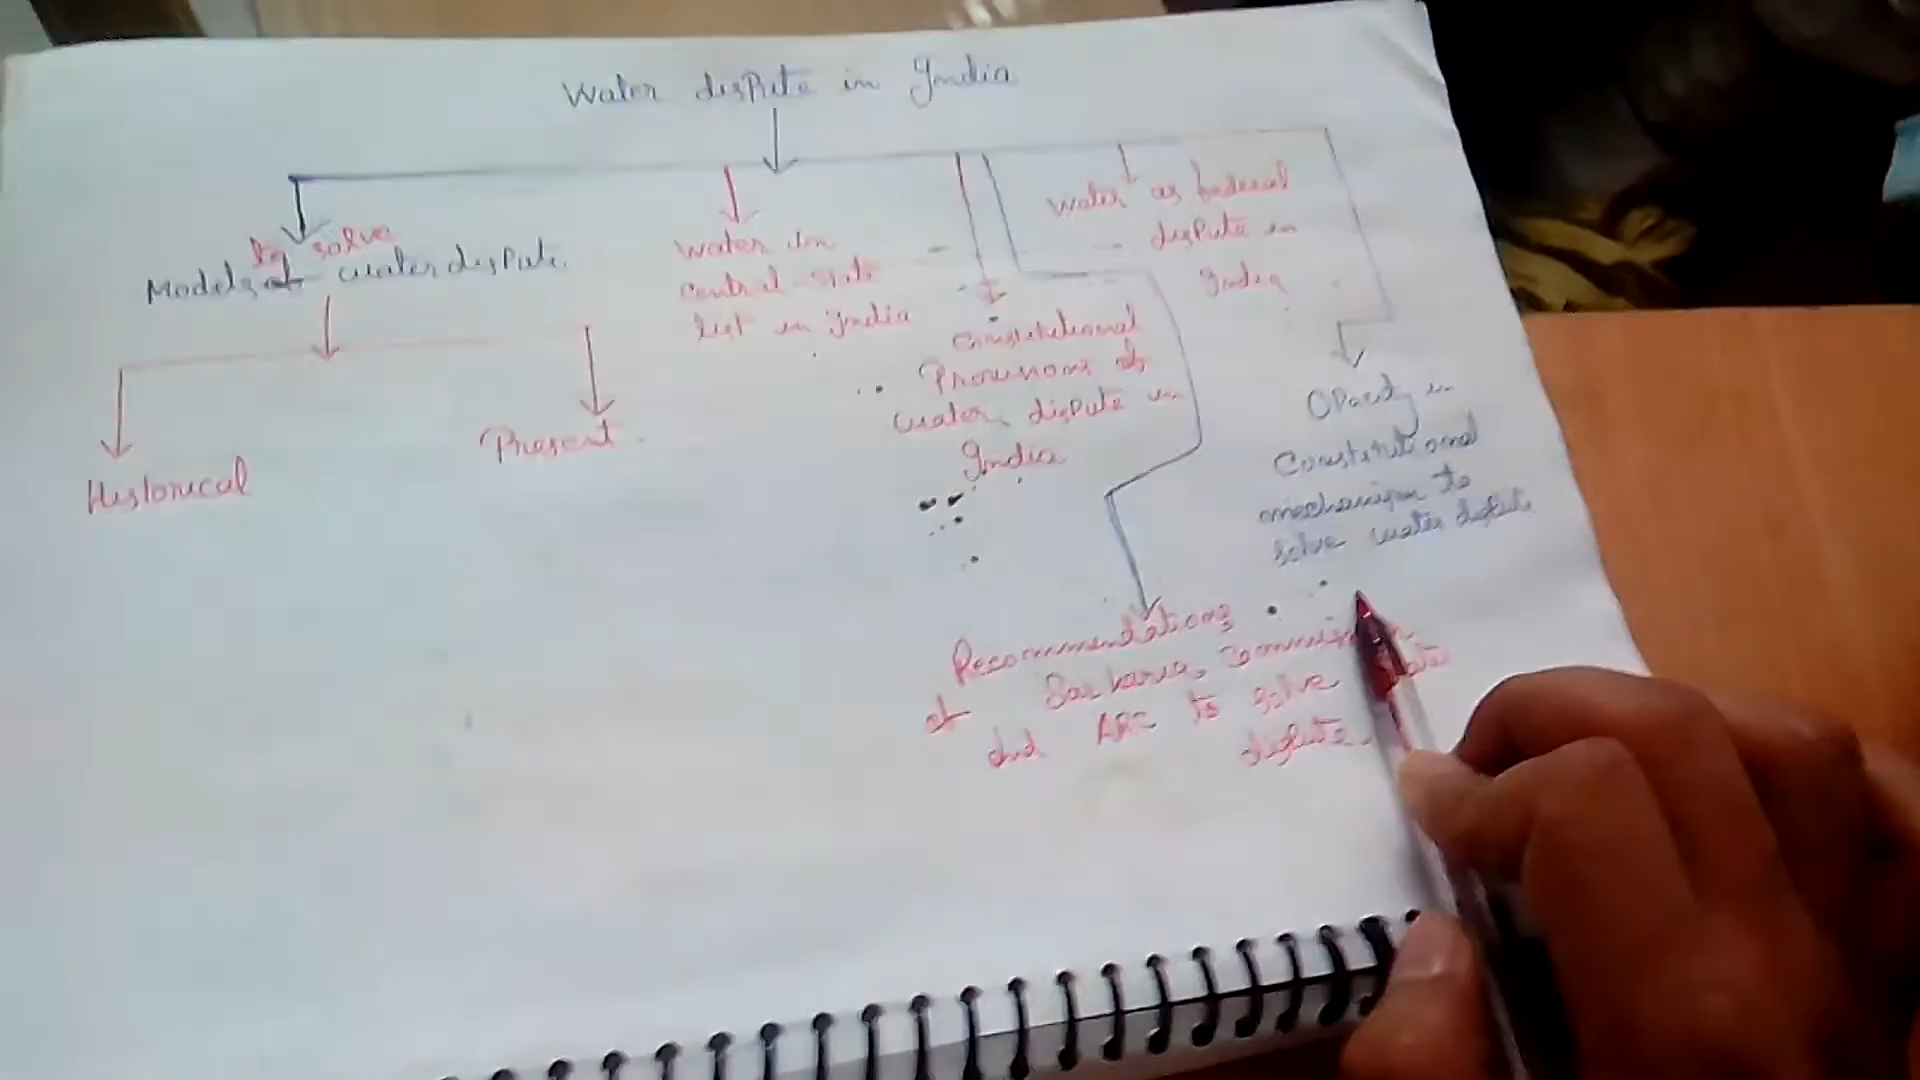 Water dispute in India
to solve
Models of water dispute.
Historical
Present.
water in
central-state
list in India
Constitutional
Provisions of
water dispute in
India
water as federal
dispute in
India
Opacity in
Constitutional
mechanism to
solve water dispute
Recommendations
of Sarkaria, Commission
and ARC to solve
dispute.